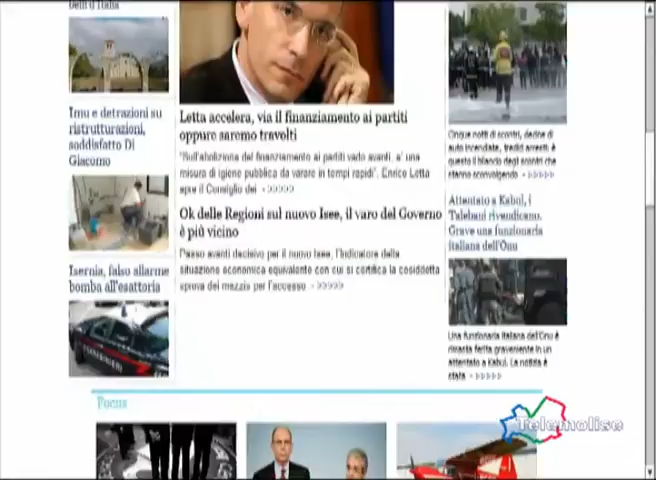 Imu e detrazioni su
ristrutturazioni,
soddisfatto Di
Giacomo
Isernia, falso allarme
bomba all'esattoria
Letta accelera, via il finanziamento ai partiti
oppure saremo travolti
"Sull'abolizione del finanziamento ai partiti vado avanti, e' una
misura di igiene pubblica da varare in tempi rapidi". Enrico Letta
apre il Consiglio dei - >>>>>
Ok delle Regioni sul nuovo Isee, il varo del Governo
è più vicino
Passo avanti decisivo per il nuovo Isee, l'indicatore della
situazione economica equivalente con cui si certifica la cosiddetta
"prova dei mezzi" per l'accesso - >>>>>
Cinque notti di scontri, decine di
auto incendiate, tredici arresti: è
questo il bilancio degli scontri che
stanno sconvolgendo - >>>>>
Attentato a Kabul, i
Talebani rivendicano.
Grave una funzionaria
italiana dell'Onu
Una funzionaria italiana dell'Onu è
rimasta ferita gravemente in un
attentato a Kabul. La notizia è
stata - >>>>>
Focus
CARABINIERI
Telemolise